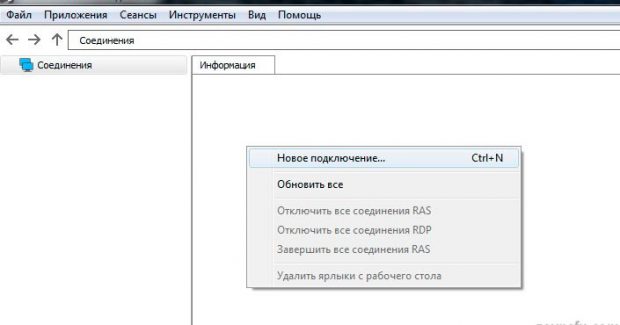 Файл Приложения Сеансы Инструменты Вид Помощь
Соединения
Соединения
Информация
Новое подключение... Ctrl+N
Обновить все
Отключить все соединения RAS
Отключить все соединения RDP
Завершить все соединения RAS
Удалить ярлыки с рабочего стола